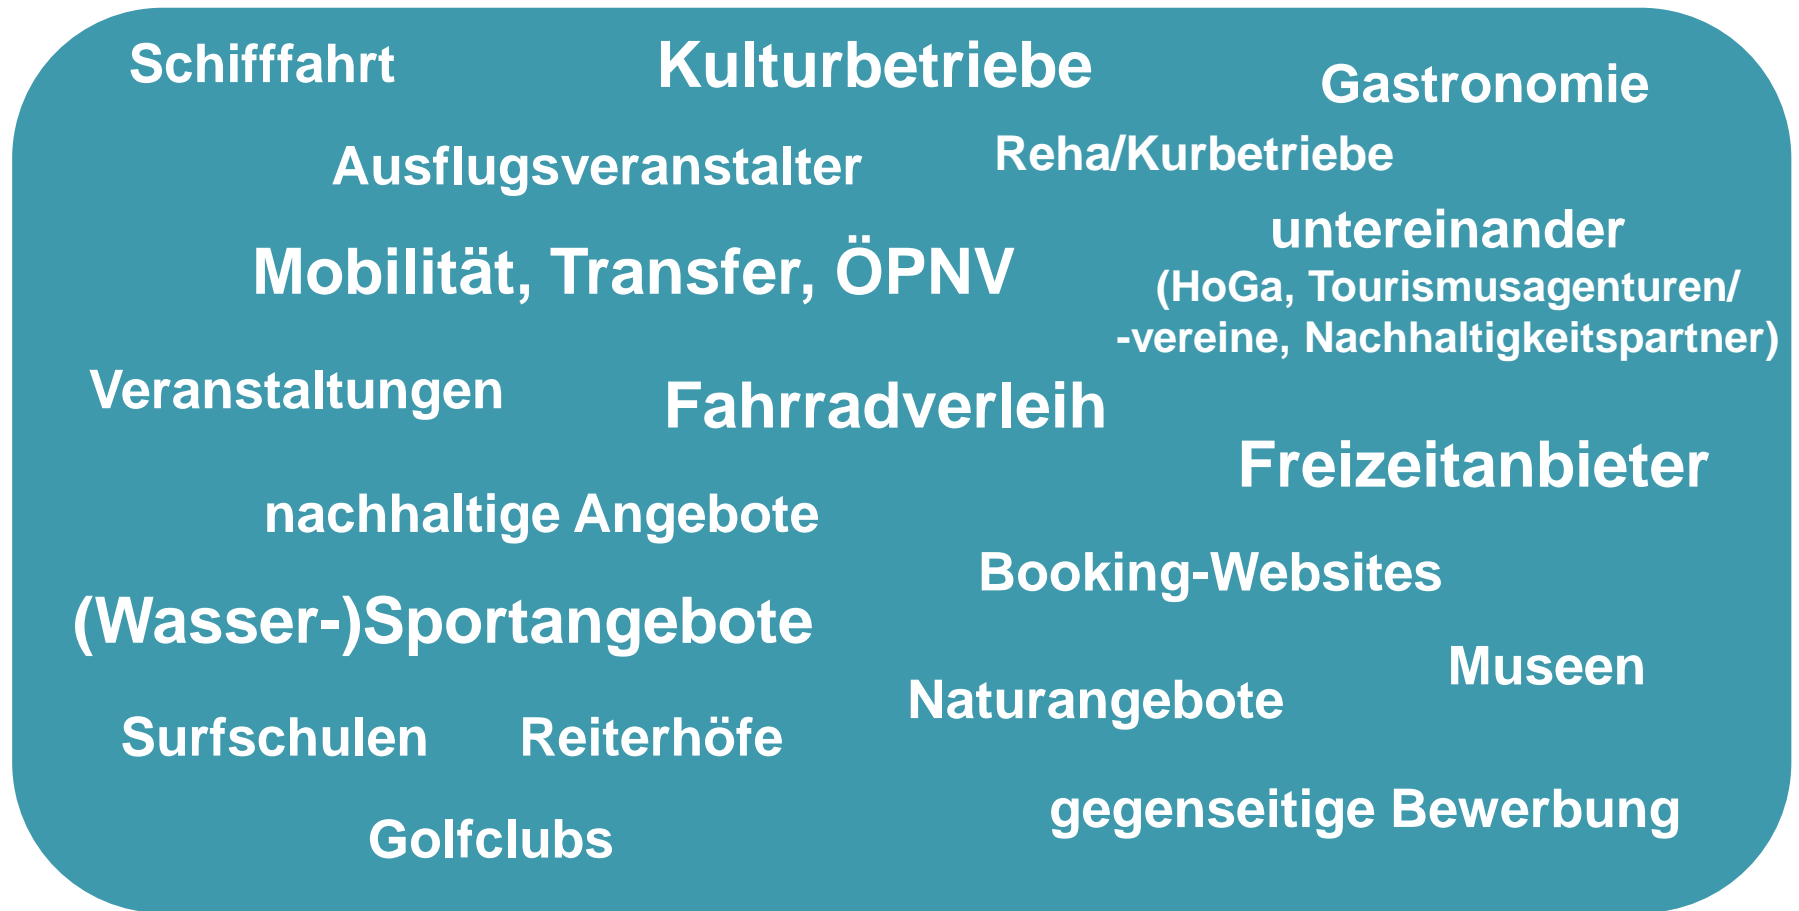 Schifffahrt
Kulturbetriebe
Gastronomie
Ausflugsveranstalter
Reha/Kurbetriebe
Mobilität, Transfer, ÖPNV
untereinander
(HoGa, Tourismusagenturen/
-vereine, Nachhaltigkeitspartner)
Veranstaltungen
Fahrradverleih
Freizeitanbieter
nachhaltige Angebote
Booking-Websites
(Wasser-)Sportangebote
Museen
Naturangebote
Surfschulen
Reiterhöfe
gegenseitige Bewerbung
Golfclubs